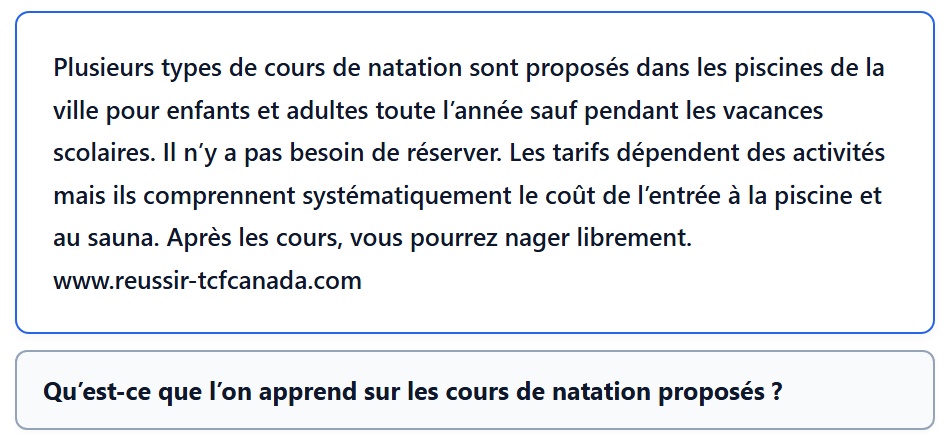 Plusieurs types de cours de natation sont proposés dans les piscines de la
ville pour enfants et adultes toute l’année sauf pendant les vacances
scolaires. Il n’y a pas besoin de réserver. Les tarifs dépendent des activités
mais ils comprennent systématiquement le coût de l’entrée à la piscine et
au sauna. Après les cours, vous pourrez nager librement.
www.reussir-tcfcanada.com
Qu’est-ce que l’on apprend sur les cours de natation proposés ?